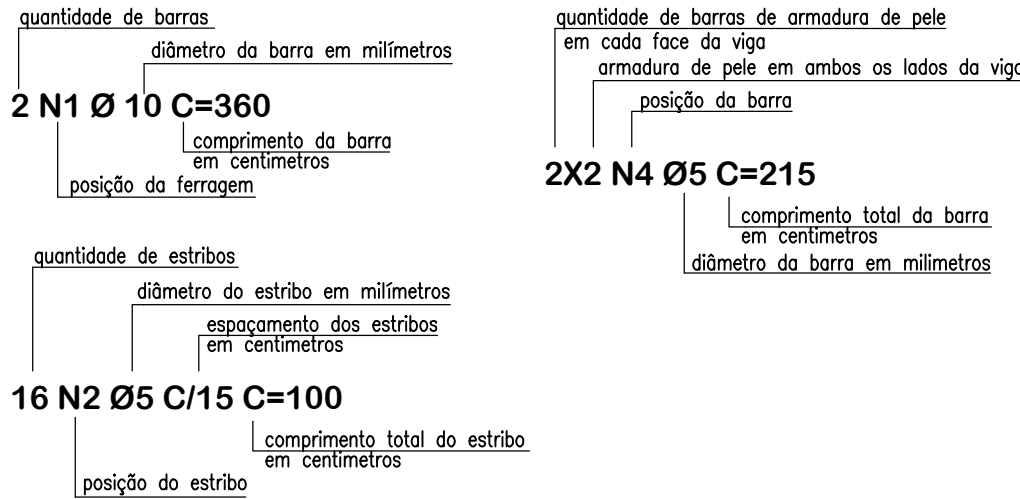 quantidade de barras
diâmetro da barra em milímetros
2 N1 Ø 10 C=360
comprimento da barra
em centimetros
posição da ferragem
quantidade de estribos
diâmetro do estribo em milímetros
espaçamento dos estribos
em centimetros
16 N2 Ø5 C/15 C=100
comprimento total do estribo
em centimetros
posição do estribo
quantidade de barras de armadura de pele
em cada face da viga
armadura de pele em ambos os lados da viga
posição da barra
2X2 N4 Ø5 C=215
comprimento total da barra
em centimetros
diâmetro da barra em milimetros